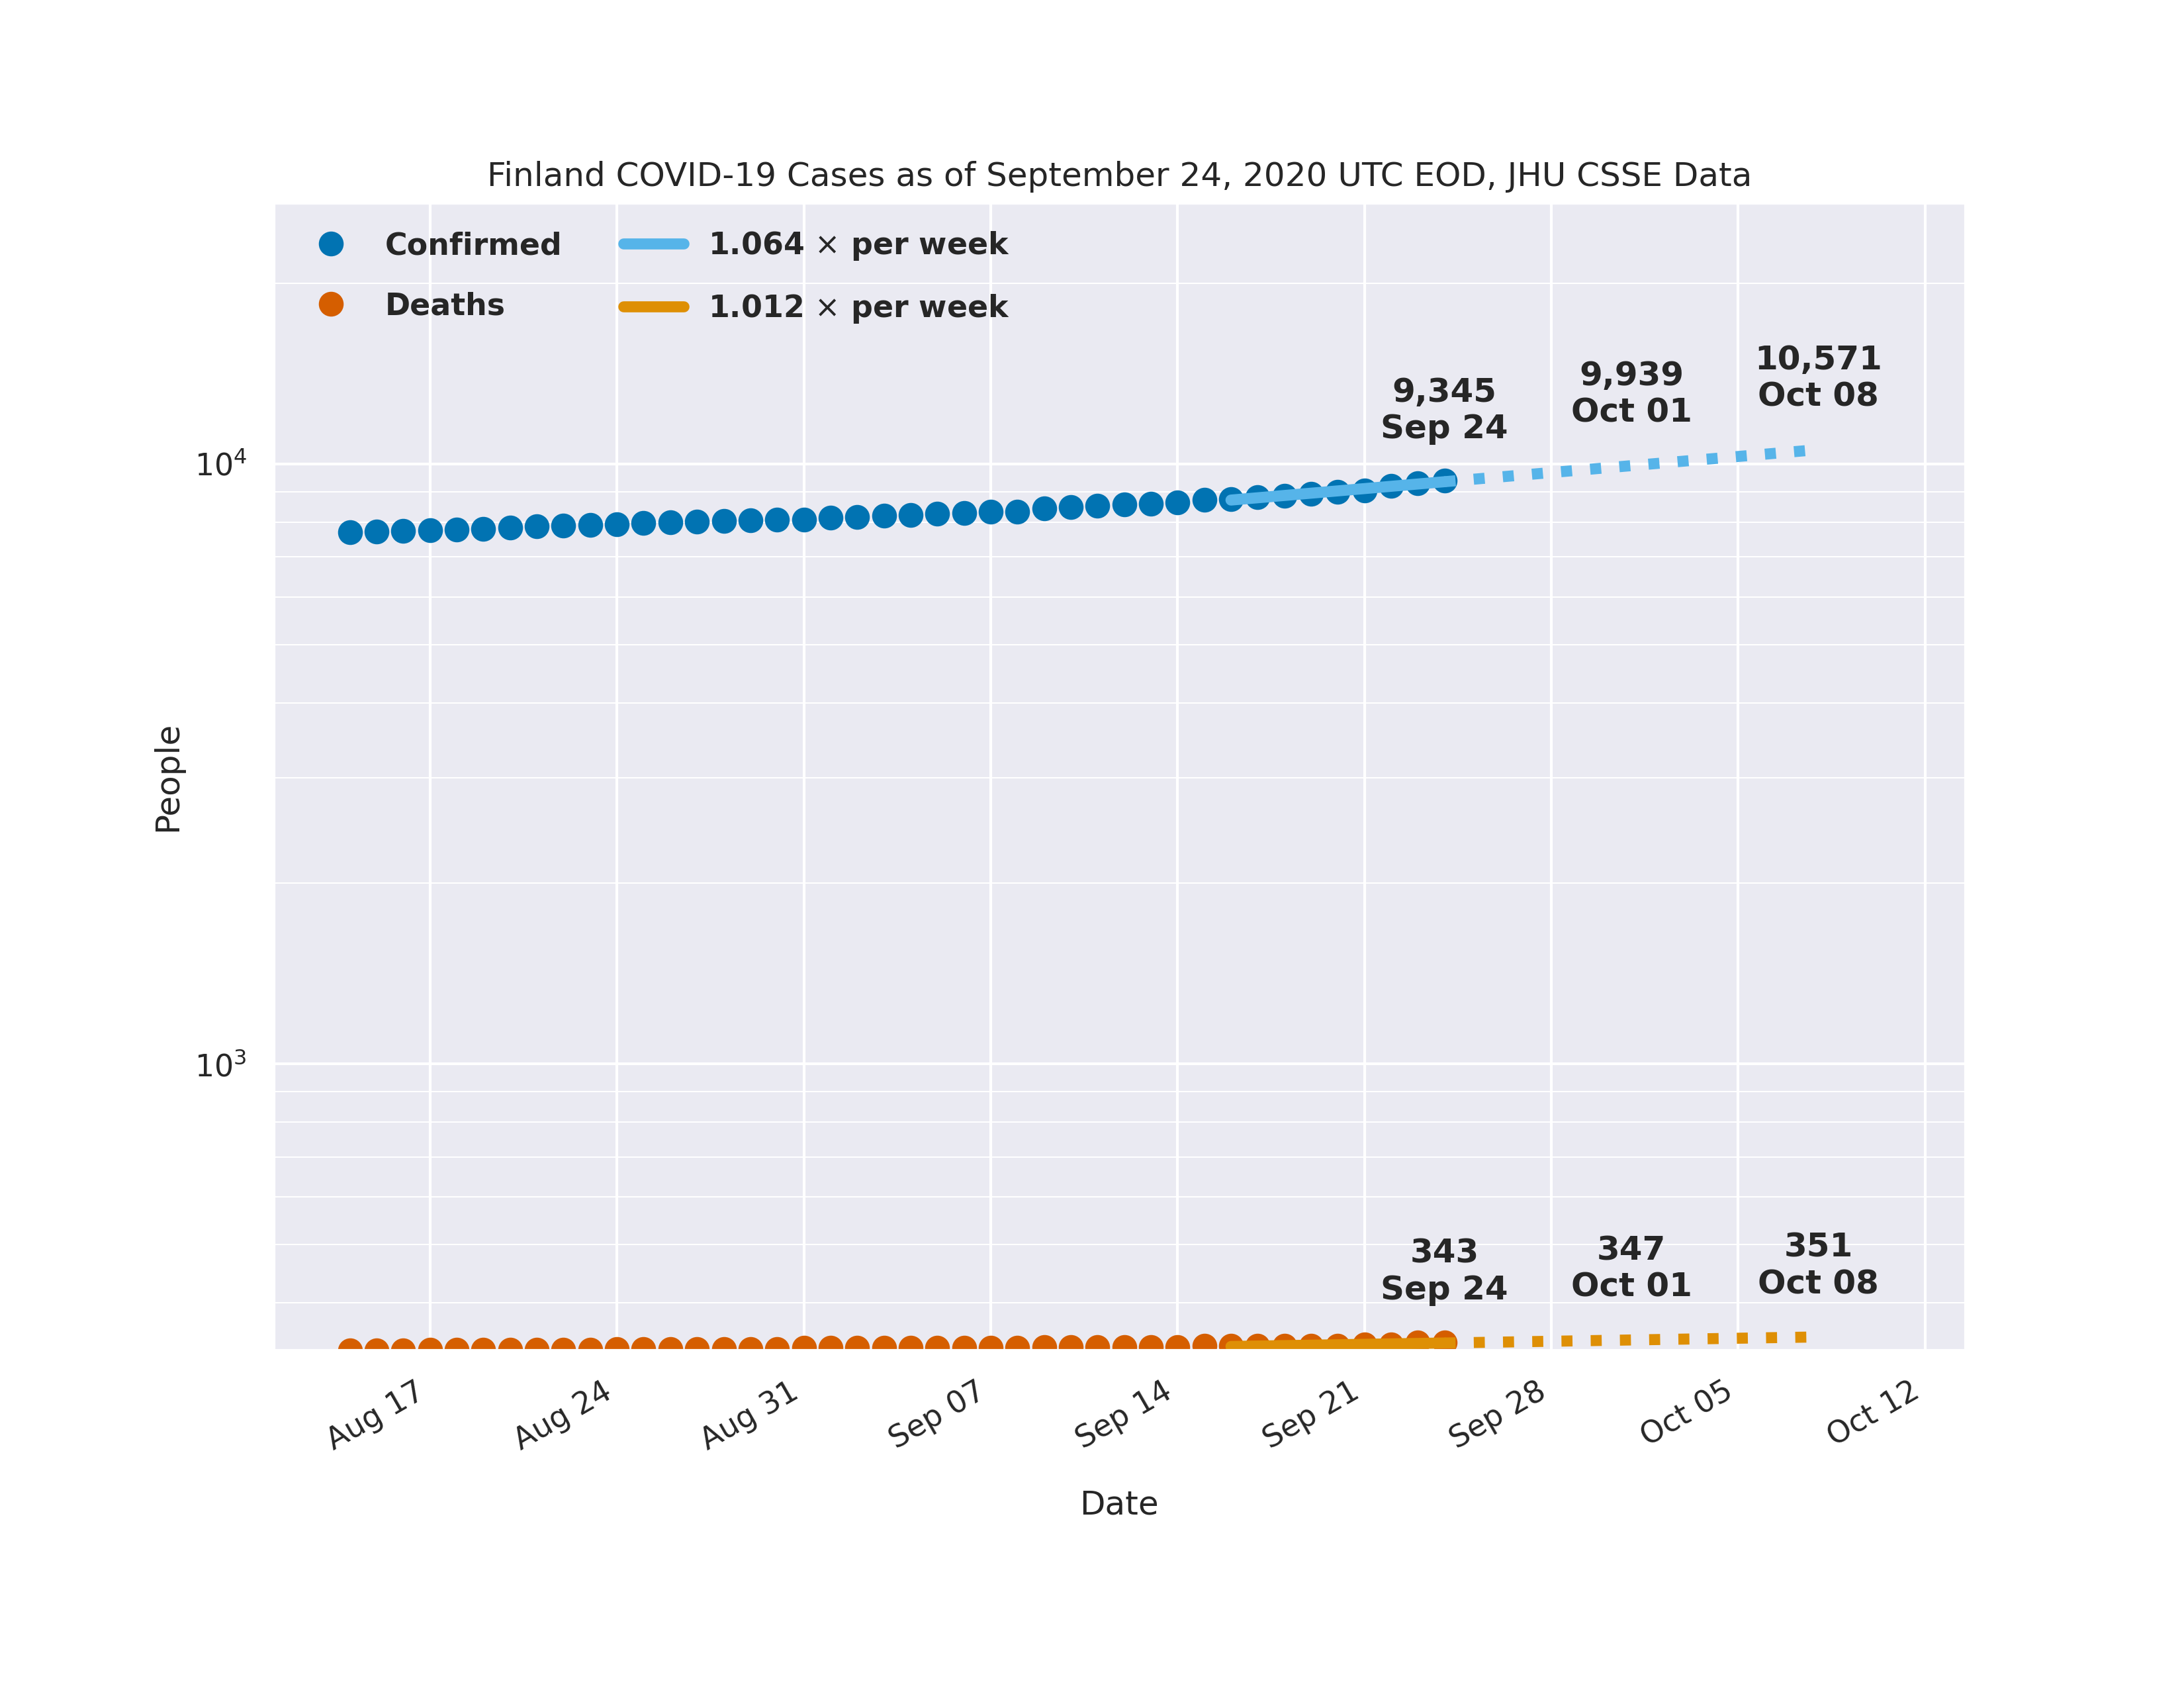 Finland COVID-19 Cases as of September 24, 2020 UTC EOD, JHU CSSE Data
Confirmed
Deaths
1.064 × per week
1.012 × per week
9,345
Sep 24
9,939
Oct 01
10,571
Oct 08
10⁴
10³
People
343
Sep 24
347
Oct 01
351
Oct 08
Aug 17
Aug 24
Aug 31
Sep 07
Sep 14
Sep 21
Sep 28
Oct 05
Oct 12
Date